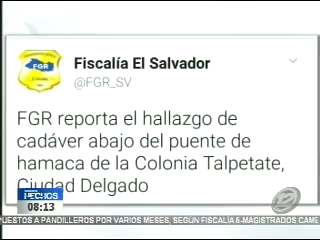 FGR
Fiscalía El Salvador
@FGR_SV
FGR reporta el hallazgo de
cadáver abajo del puente de
hamaca de la Colonia Talpetate,
Ciudad Delgado
HECHOS
08:13
PUESTOS A PANDILLEROS POR VARIOS MESES, SEGÚN FISCALÍA 6-MAGISTRADOS CAME